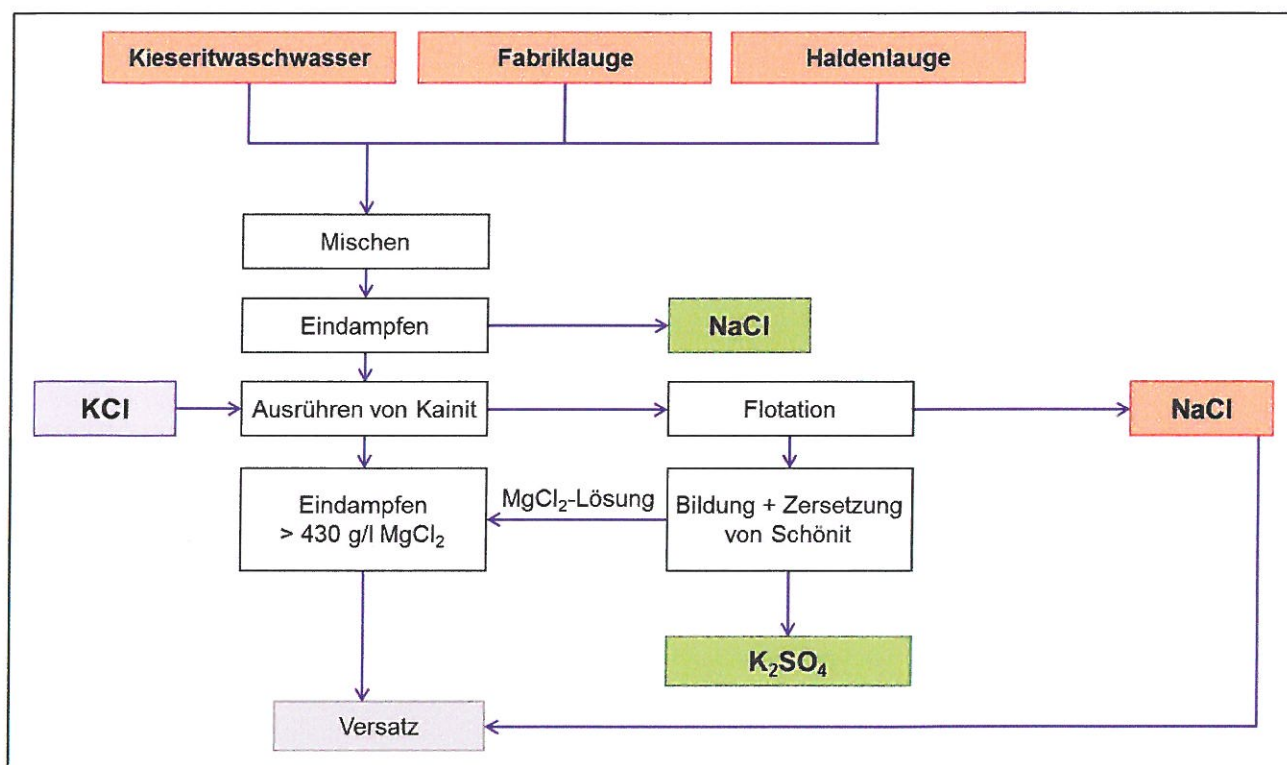 Kieseritwaschwasser
Fabriklauge
Haldenlauge
Mischen
Eindampfen
NaCl
KCl
Ausrühren von Kainit
Flotation
NaCl
Eindampfen
> 430 g/l MgCl₂
MgCl₂-Lösung
Bildung + Zersetzung
von Schönit
K₂SO₄
Versatz